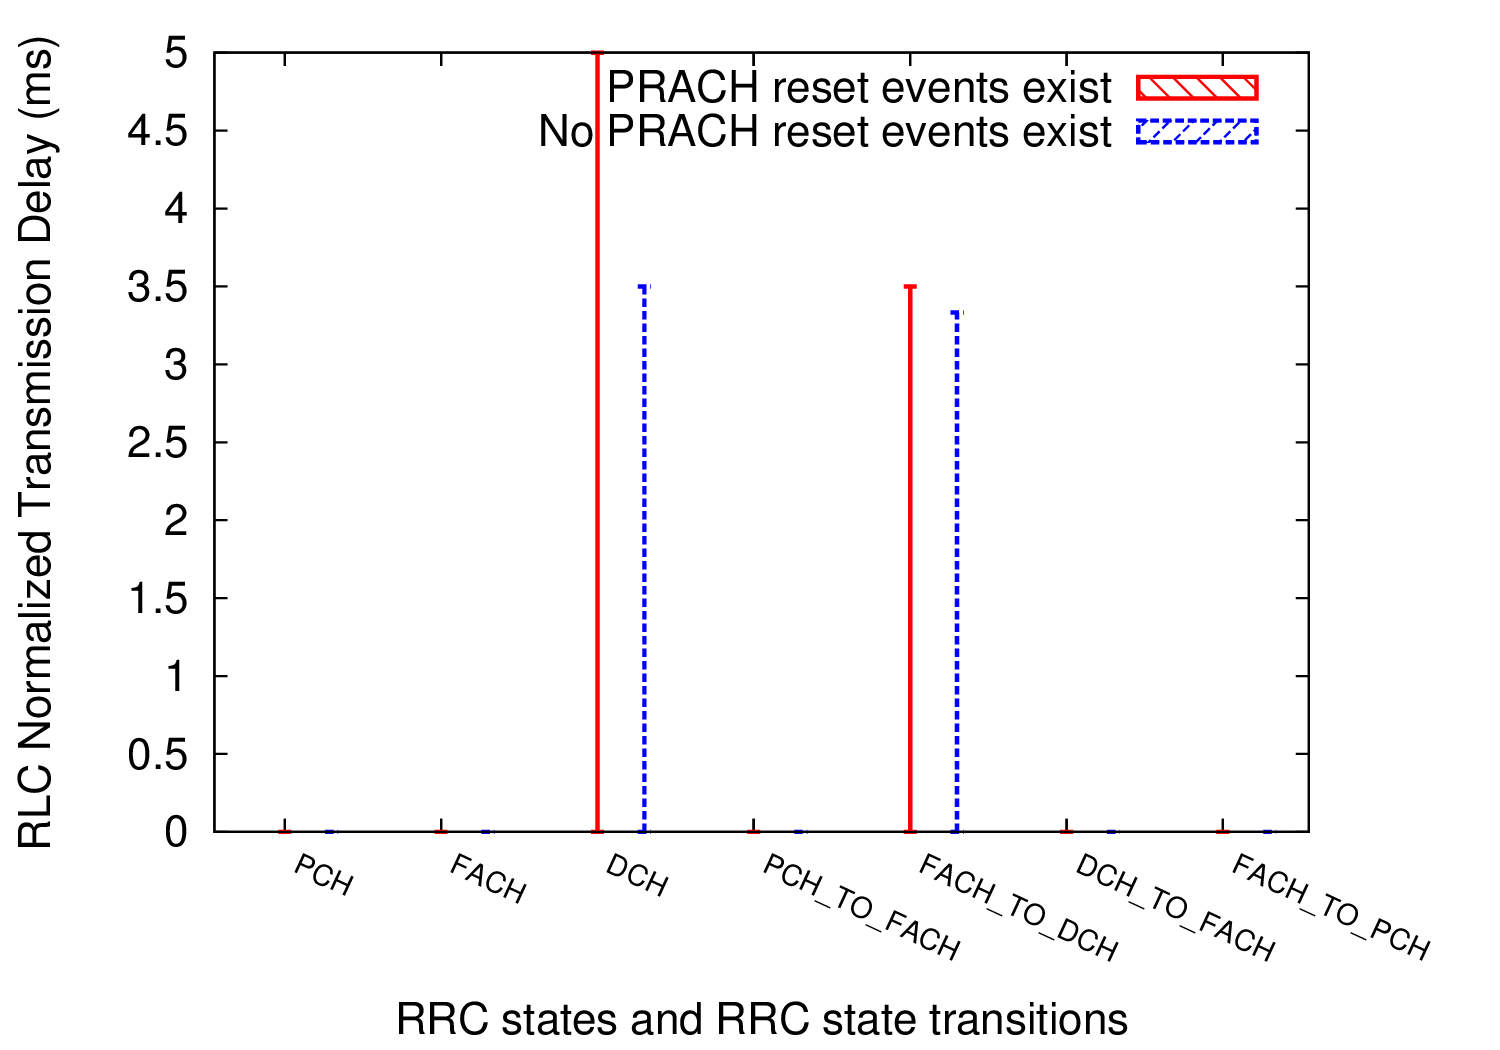 RLC Normalized Transmission Delay (ms)
5
4.5
4
3.5
3
2.5
2
1.5
1
0.5
0
PRACH reset events exist
No PRACH reset events exist
PCH
FACH
DCH
PCH_TO_FACH
FACH_TO_DCH
DCH_TO_FACH
FACH_TO_PCH
RRC states and RRC state transitions